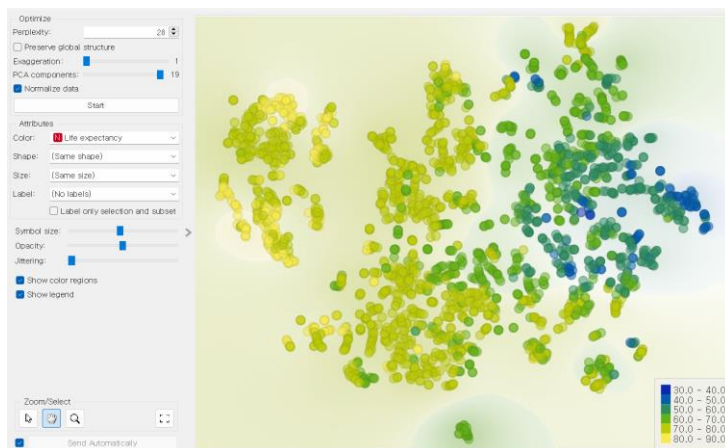 Optimize
Perplexity: 28
Preserve global structure
Exaggeration: 1
PCA components: 19
Normalize data
Start
Attributes
Color: N Life expectancy
Shape: (Same shape)
Size: (Same size)
Label: (No labels)
Label only selection and subset
Symbol size:
Opacity:
Jittering:
Show color regions
Show legend
Zoom/Select
Send Automatically
30.0 - 40.0
40.0 - 50.0
50.0 - 60.0
60.0 - 70.0
70.0 - 80.0
80.0 - 90.0